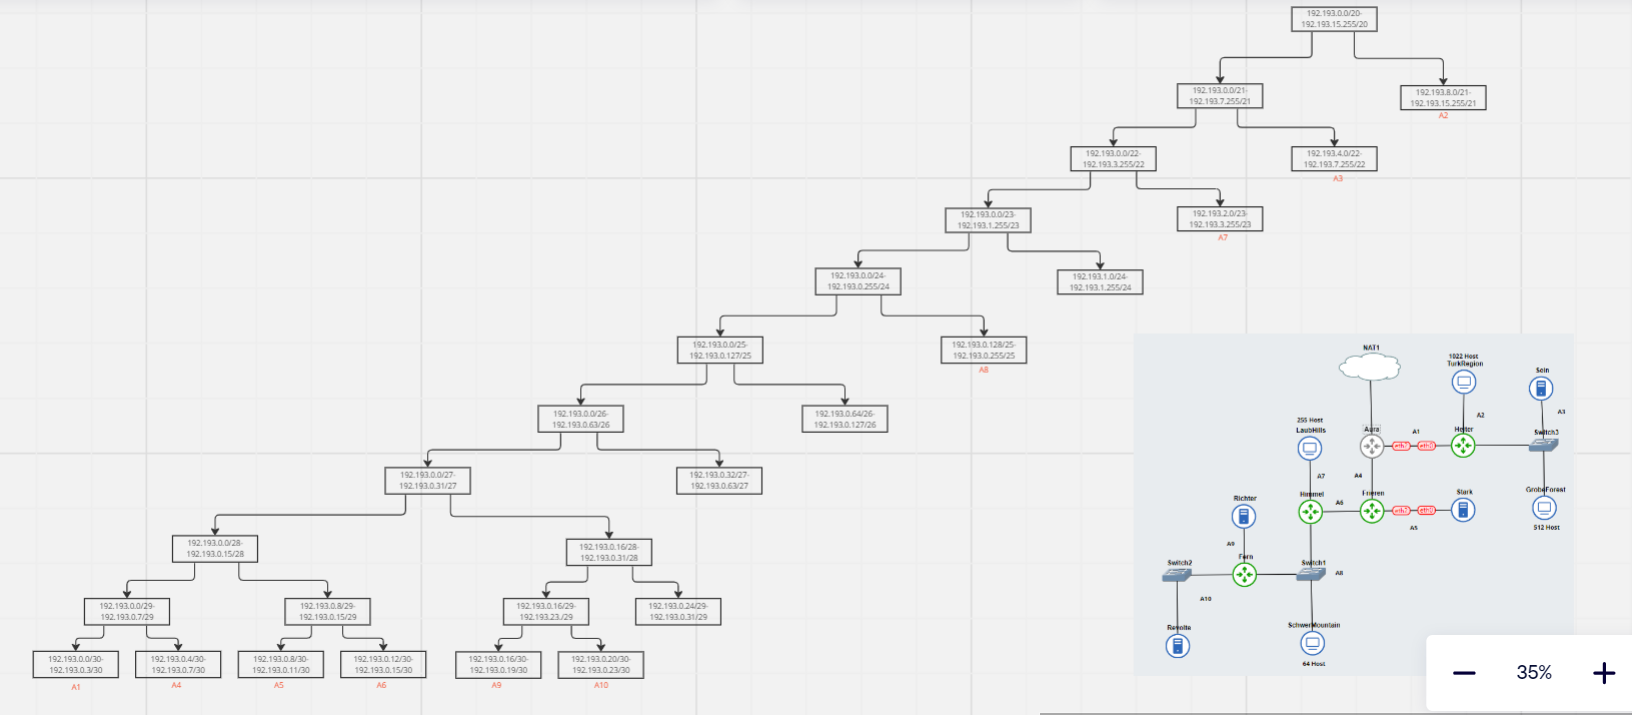 192.193.0.0/20-
192.193.15.255/20
192.193.0.0/21-
192.193.7.255/21
192.193.8.0/21-
192.193.15.255/21
A2
192.193.0.0/22-
192.193.3.255/22
192.193.4.0/22-
192.193.7.255/22
A3
192.193.0.0/23-
192.193.1.255/23
192.193.2.0/23-
192.193.3.255/23
A7
192.193.0.0/24-
192.193.0.255/24
192.193.1.0/24-
192.193.1.255/24
192.193.0.0/25-
192.193.0.127/25
192.193.0.128/25-
192.193.0.255/25
A8
192.193.0.0/26-
192.193.0.63/26
192.193.0.64/26-
192.193.0.127/26
192.193.0.0/27-
192.193.0.31/27
192.193.0.32/27-
192.193.0.63/27
192.193.0.0/28-
192.193.0.15/28
192.193.0.16/28-
192.193.0.31/28
192.193.0.0/29-
192.193.0.7/29
192.193.0.8/29-
192.193.0.15/29
192.193.0.16/29-
192.193.23./29
192.193.0.24/29-
192.193.0.31/29
192.193.0.0/30-
192.193.0.3/30
A1
192.193.0.4/30-
192.193.0.7/30
A4
192.193.0.8/30-
192.193.0.11/30
A5
192.193.0.12/30-
192.193.0.15/30
A6
192.193.0.16/30-
192.193.0.19/30
A9
192.193.0.20/30-
192.193.0.23/30
A10
NAT1
1022 Host
TurkRegion
Sein
A2
A3
255 Host
LaubHills
Aura
A1
Heiter
Switch3
A7
A4
GrobeForest
512 Host
Richter
Himmel
A6
Frieren
Stark
A5
A9
Fern
Switch2
Switch1
A8
A10
Revolte
SchwerMountain
64 Host
35%